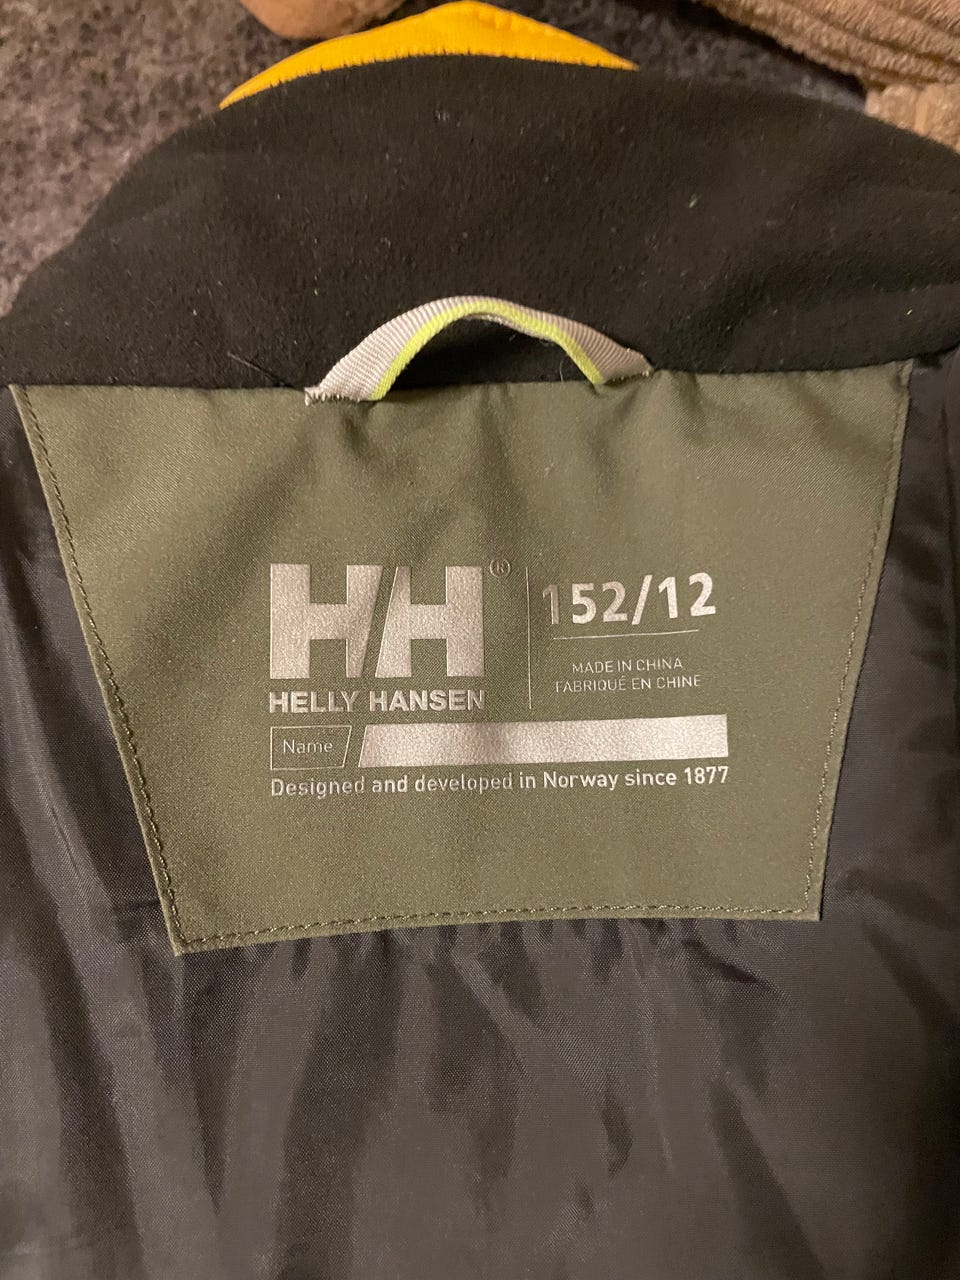 HH®
HELLY HANSEN
152/12
MADE IN CHINA
FABRIQUÉ EN CHINE
Name
Designed and developed in Norway since 1877